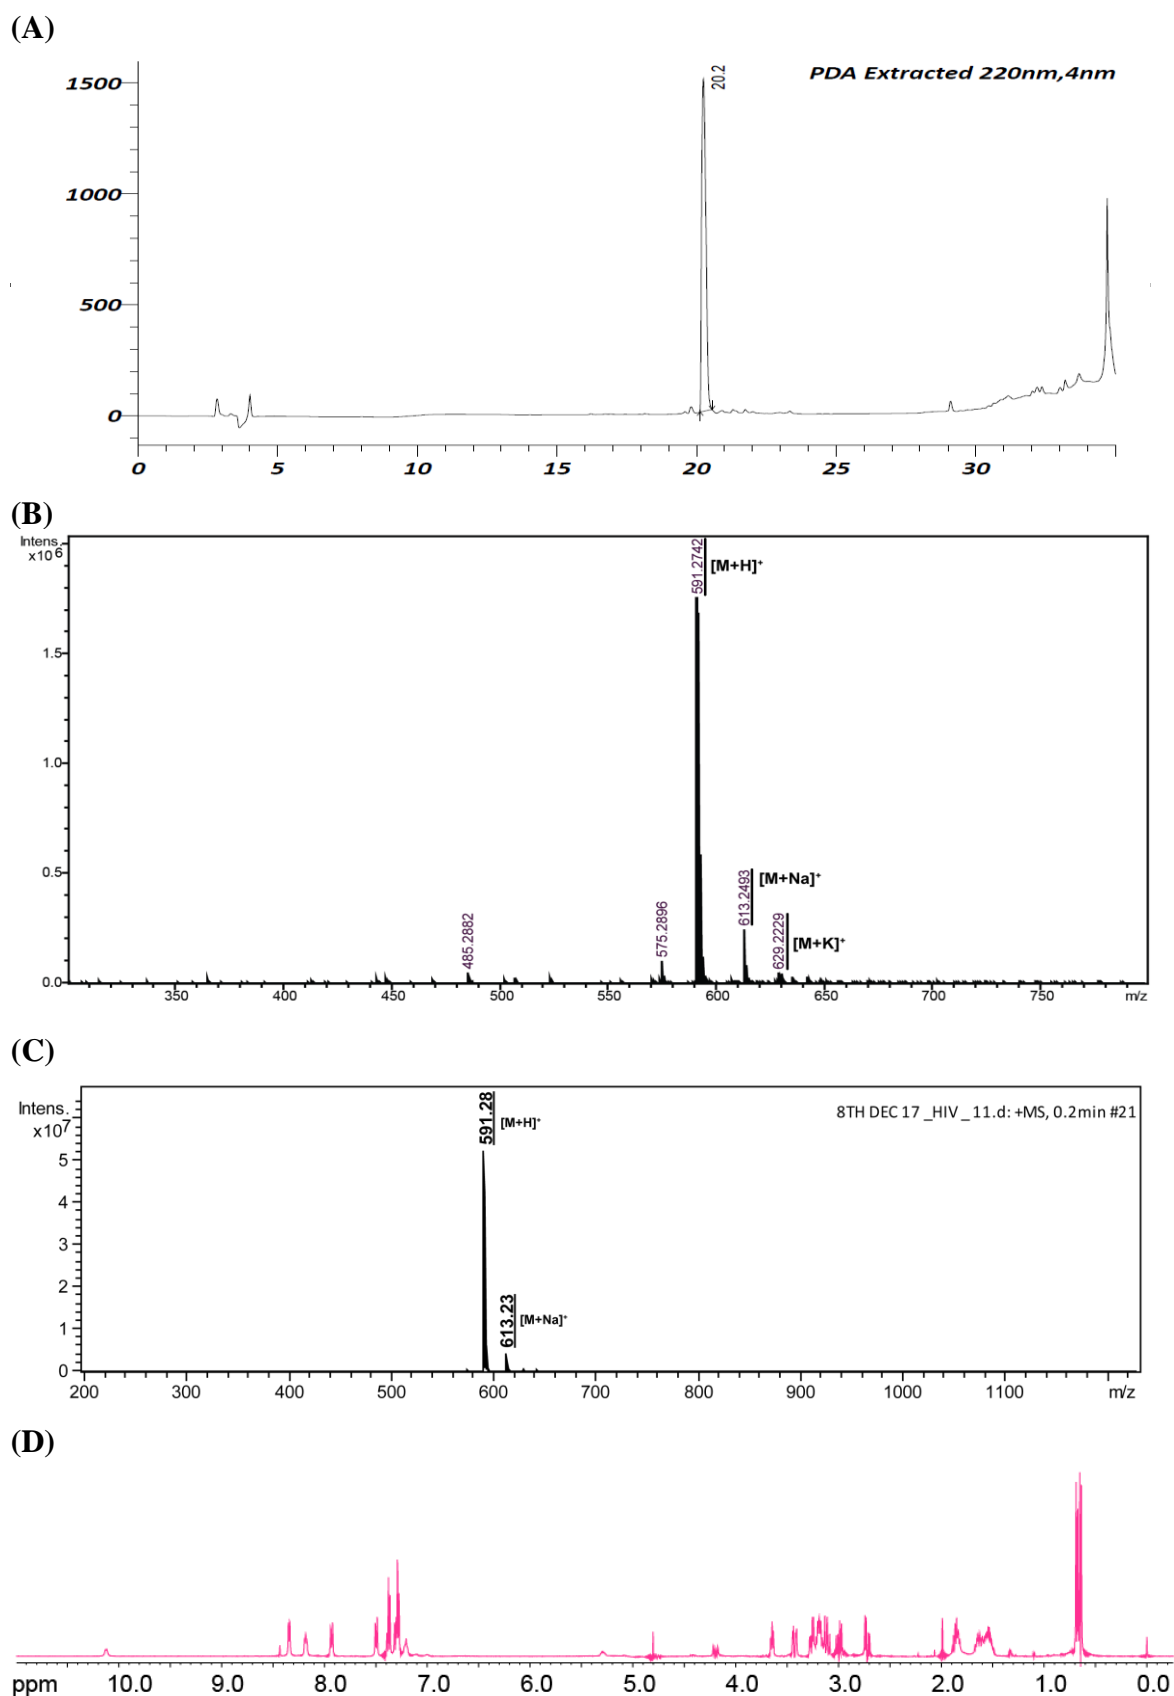 (A)
PDA Extracted 220nm,4nm
20.2
1500
1000
500
0
0 5 10 15 20 25 30
(B)
Intens.
x10 6
591.2742
[M+H]+
1.5
1.0
613.2493
[M+Na]+
0.5
485.2882
575.2896
629.2229
[M+K]+
0.0
350 400 450 500 550 600 650 700 750 m/z
(C)
Intens.
x10 7
591.28
[M+H]+
8TH DEC 17 _HIV _ 11.d: +MS, 0.2min #21
5
4
3
2
613.23
[M+Na]+
1
0
200 300 400 500 600 700 800 900 1000 1100 m/z
(D)
ppm 10.0 9.0 8.0 7.0 6.0 5.0 4.0 3.0 2.0 1.0 0.0